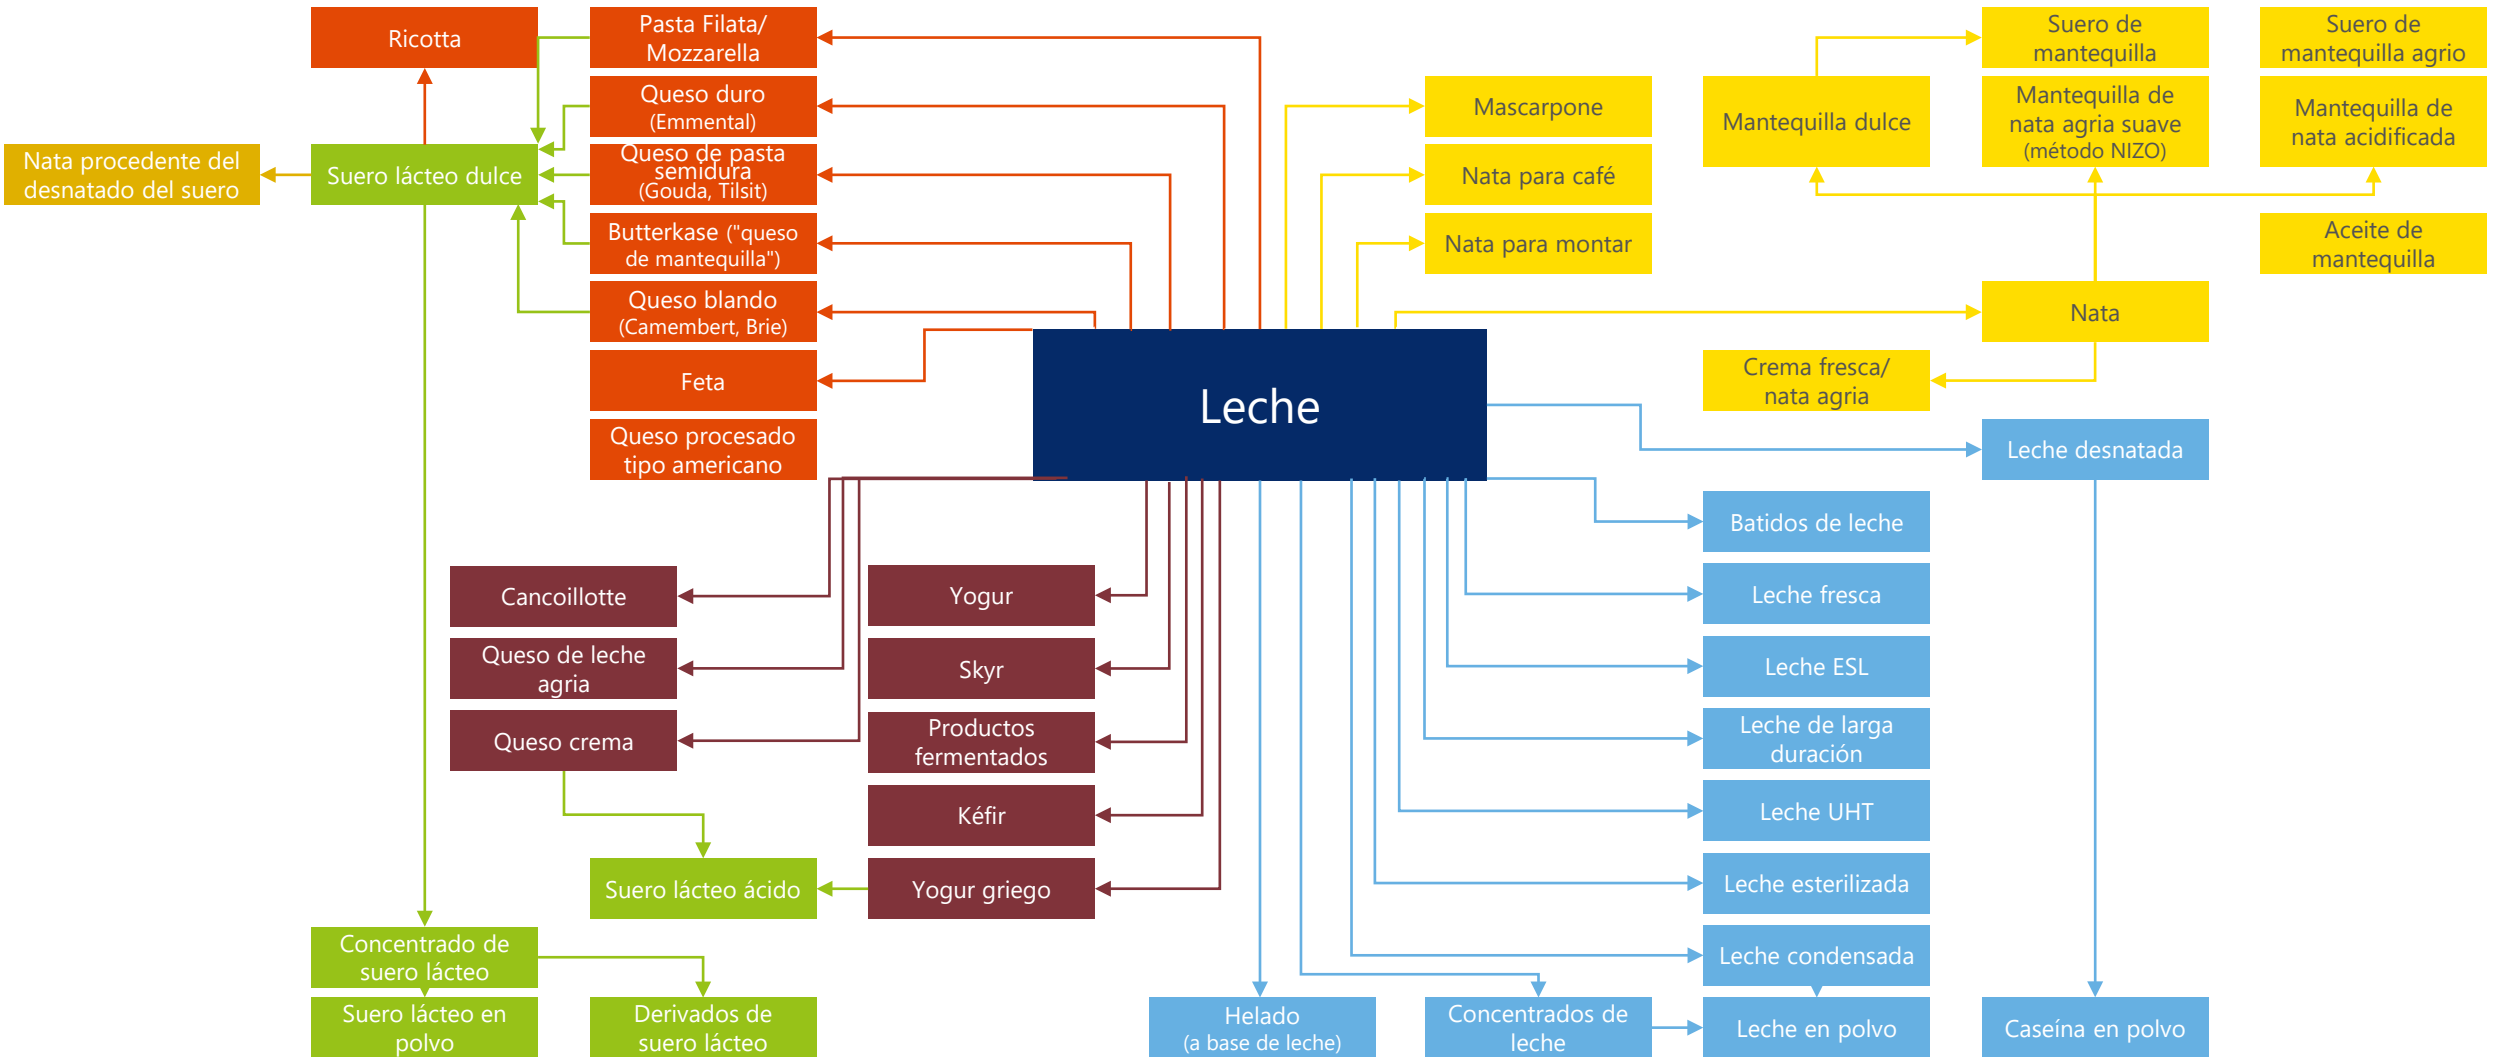 Ricotta
Pasta Filata/
Mozzarella
Queso duro
(Emmental)
Queso de pasta
semidura
(Gouda, Tilsit)
Butterkase ("queso
de mantequilla")
Queso blando
(Camembert, Brie)
Feta
Queso procesado
tipo americano
Nata procedente del
desnatado del suero
Suero lácteo dulce
Leche
Mascarpone
Nata para café
Nata para montar
Mantequilla dulce
Suero de
mantequilla
Mantequilla de
nata agria suave
(método NIZO)
Suero de
mantequilla agrio
Mantequilla de
nata acidificada
Aceite de
mantequilla
Nata
Crema fresca/
nata agria
Leche desnatada
Batidos de leche
Leche fresca
Leche ESL
Leche de larga
duración
Leche UHT
Leche esterilizada
Leche condensada
Leche en polvo
Caseína en polvo
Cancoillotte
Queso de leche
agria
Queso crema
Yogur
Skyr
Productos
fermentados
Kéfir
Yogur griego
Suero lácteo ácido
Concentrado de
suero lácteo
Suero lácteo en
polvo
Derivados de
suero lácteo
Helado
(a base de leche)
Concentrados de
leche